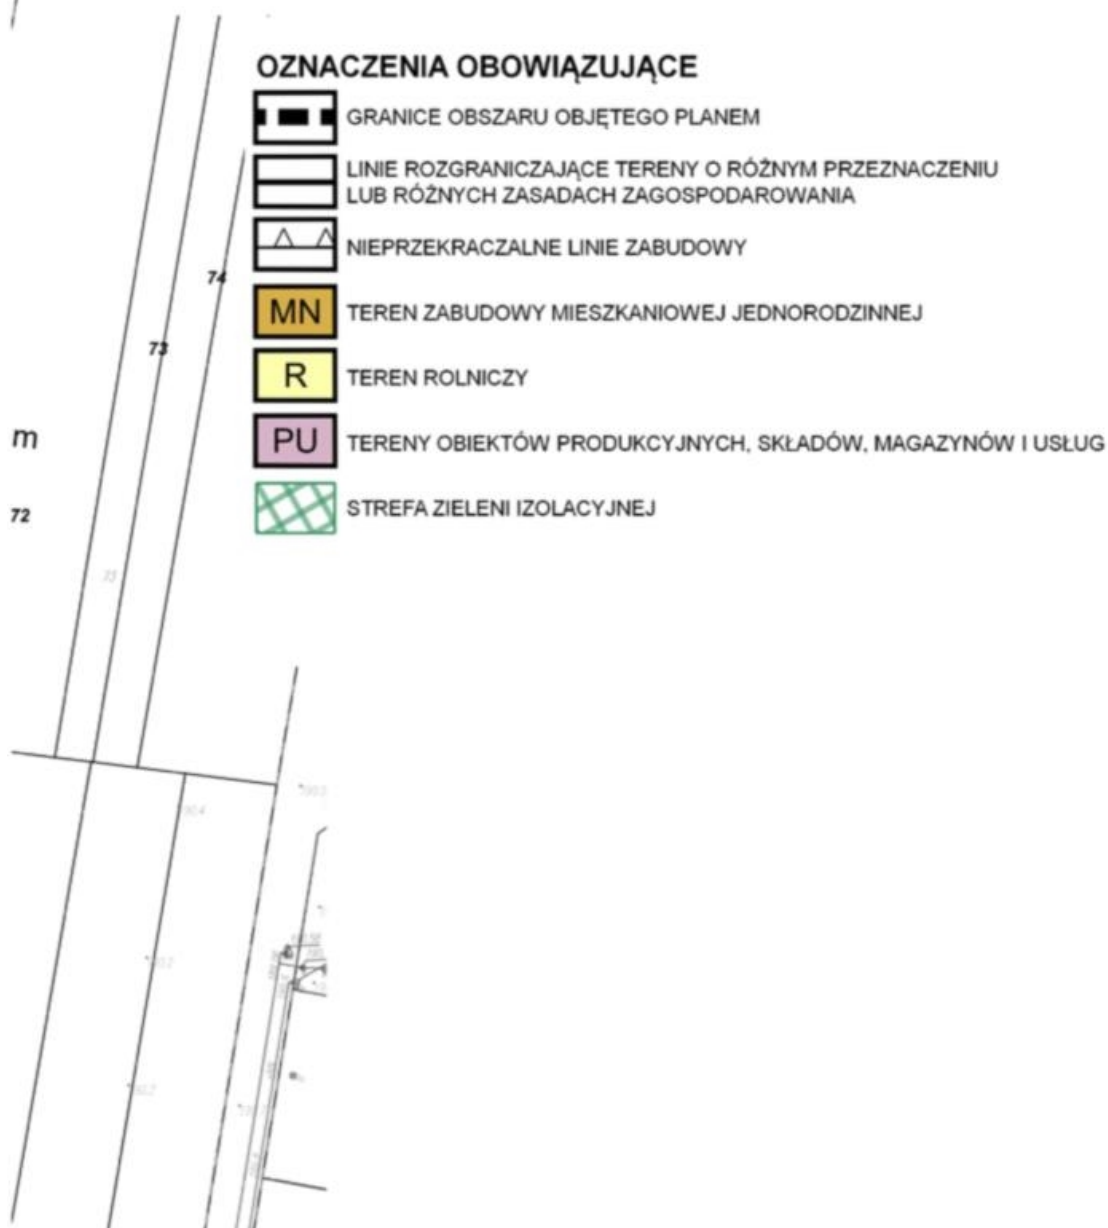 OZNACZENIA OBOWIĄZUJĄCE
GRANICE OBSZARU OBJĘTEGO PLANEM
LINIE ROZGRANICZAJĄCE TERENY O RÓŻNYM PRZEZNACZENIU
LUB RÓŻNYCH ZASADACH ZAGOSPODAROWANIA
NIEPRZEKRACZALNE LINIE ZABUDOWY
74
MN TEREN ZABUDOWY MIESZKANIOWEJ JEDNORODZINNEJ
73
R TEREN ROLNICZY
m
PU TERENY OBIEKTÓW PRODUKCYJNYCH, SKŁADÓW, MAGAZYNÓW I USŁUG
72
STREFA ZIELENI IZOLACYJNEJ
73